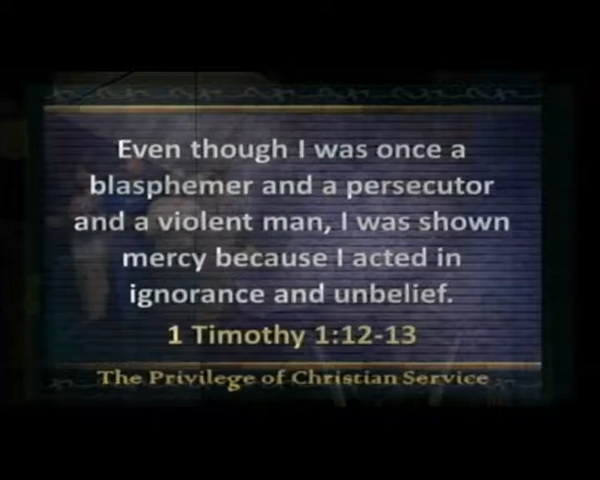 Even though I was once a
blasphemer and a persecutor
and a violent man, I was shown
mercy because I acted in
ignorance and unbelief.
1 Timothy 1:12-13
The Privilege of Christian Service